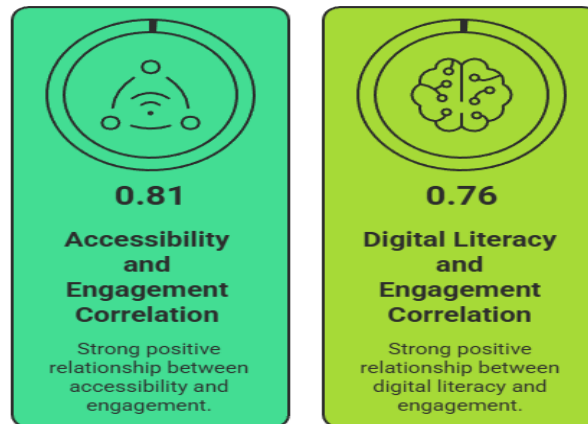 0.81
Accessibility
and
Engagement
Correlation
Strong positive
relationship between
accessibility and
engagement.
0.76
Digital Literacy
and
Engagement
Correlation
Strong positive
relationship between
digital literacy and
engagement.